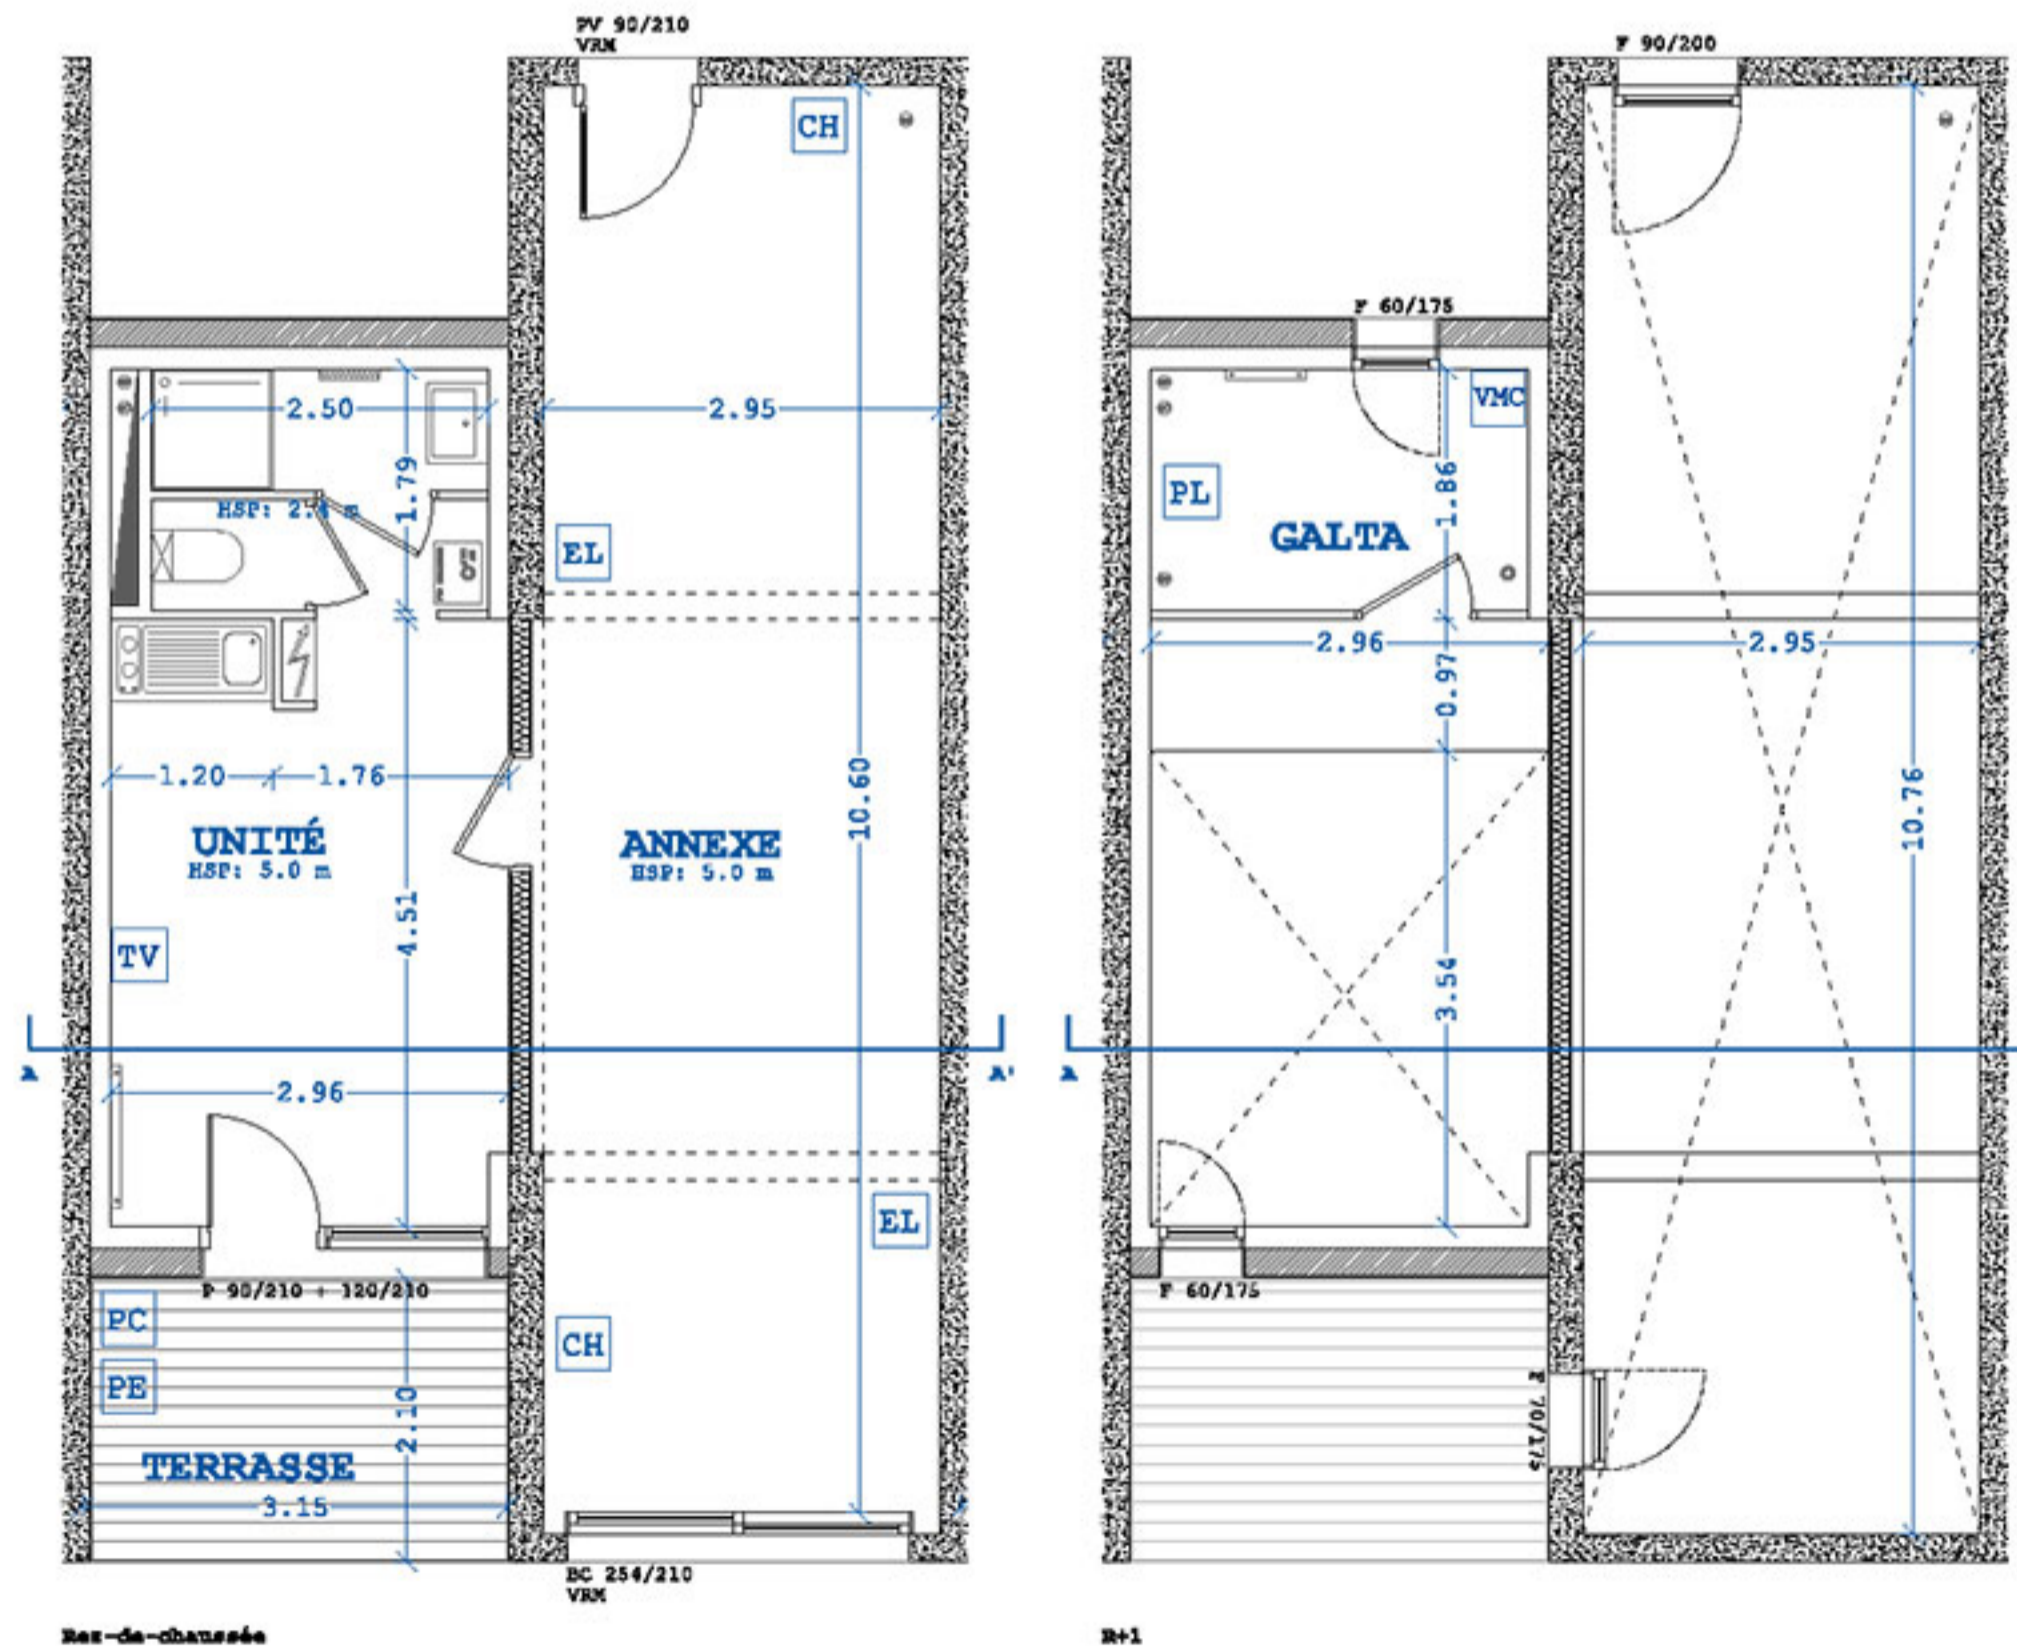 PV 90/210
VRM
CH
2.50
1.79
2.95
EL
1.20
1.76
UNITÉ
HSP: 5.0 m
ANNEXE
HSP: 5.0 m
10.60
4.51
TV
A
A'
2.96
EL
P 90/210 + 120/210
PC
PE
CH
2.10
TERRASSE
3.15
BC 254/210
VRM
Rez-de-chaussée
F 90/200
F 60/175
VMC
PL
1.86
GALTA
2.96
2.95
0.97
10.76
3.54
A
F 60/175
F 70/175
R+1